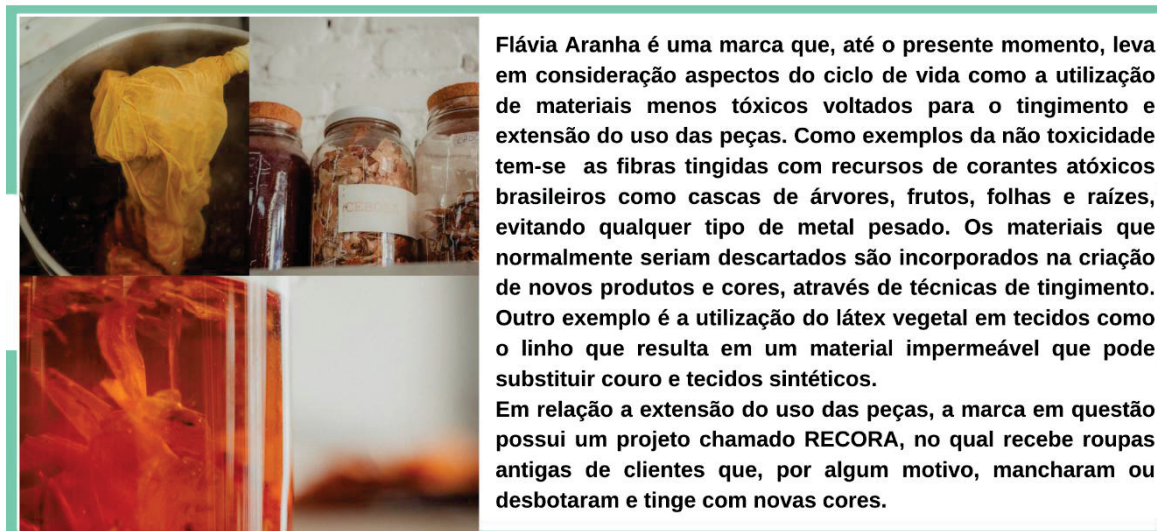 Flávia Aranha é uma marca que, até o presente momento, leva
em consideração aspectos do ciclo de vida como a utilização
de materiais menos tóxicos voltados para o tingimento e
extensão do uso das peças. Como exemplos da não toxicidade
tem-se as fibras tingidas com recursos de corantes atóxicos
brasileiros como cascas de árvores, frutos, folhas e raízes,
evitando qualquer tipo de metal pesado. Os materiais que
normalmente seriam descartados são incorporados na criação
de novos produtos e cores, através de técnicas de tingimento.
Outro exemplo é a utilização do látex vegetal em tecidos como
o linho que resulta em um material impermeável que pode
substituir couro e tecidos sintéticos.
Em relação a extensão do uso das peças, a marca em questão
possui um projeto chamado RECORA, no qual recebe roupas
antigas de clientes que, por algum motivo, mancharam ou
desbotaram e tinge com novas cores.